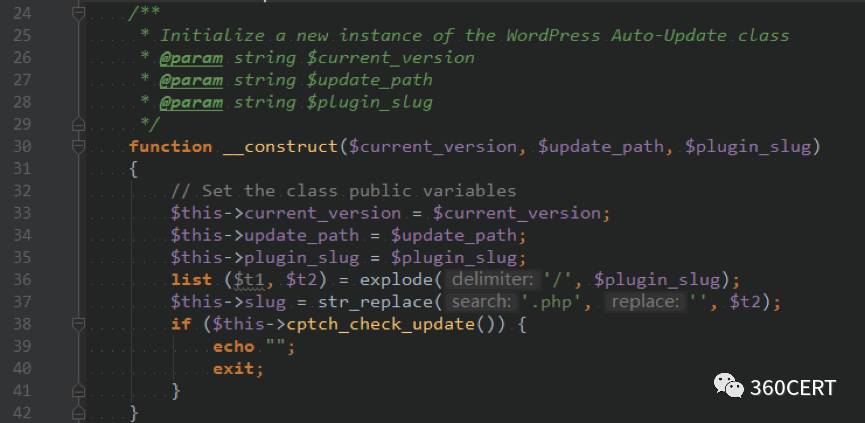 24 /**
25 * Initialize a new instance of the WordPress Auto-Update class
26 * @param string $current_version
27 * @param string $update_path
28 * @param string $plugin_slug
29 */
30 function __construct($current_version, $update_path, $plugin_slug)
31 {
32 // Set the class public variables
33 $this->current_version = $current_version;
34 $this->update_path = $update_path;
35 $this->plugin_slug = $plugin_slug;
36 list ($t1, $t2) = explode( delimiter: '/', $plugin_slug);
37 $this->slug = str_replace( search: '.php', replace: '', $t2);
38 if ($this->cptch_check_update()) {
39 echo "";
40 exit;
41 }
42 }
360CERT